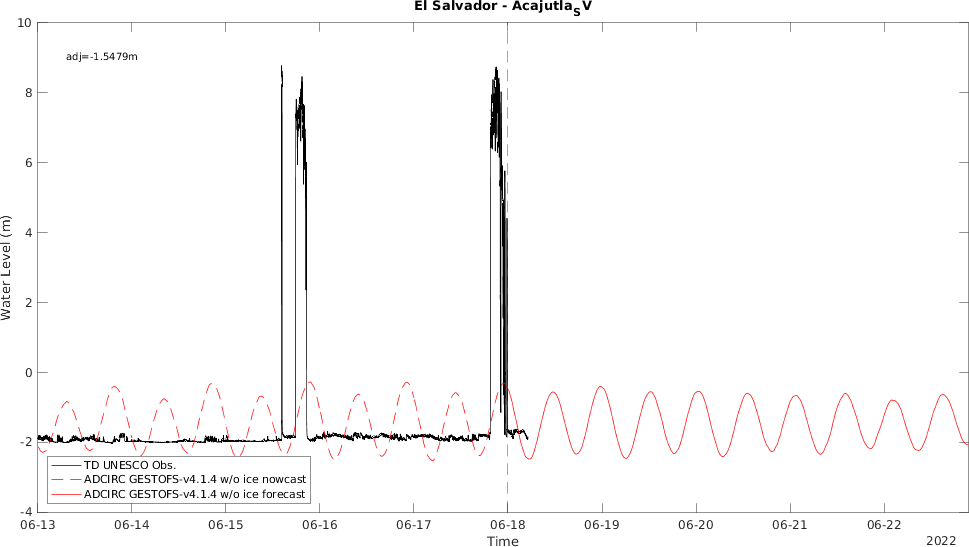 El Salvador - AcajutlaSV
adj=-1.5479m
10
8
6
4
2
0
-2
-4
Water Level (m)
TD UNESCO Obs.
ADCIRC GESTOFS-v4.1.4 w/o ice nowcast
ADCIRC GESTOFS-v4.1.4 w/o ice forecast
06-13 06-14 06-15 06-16 06-17 06-18 06-19 06-20 06-21 06-22
Time
2022